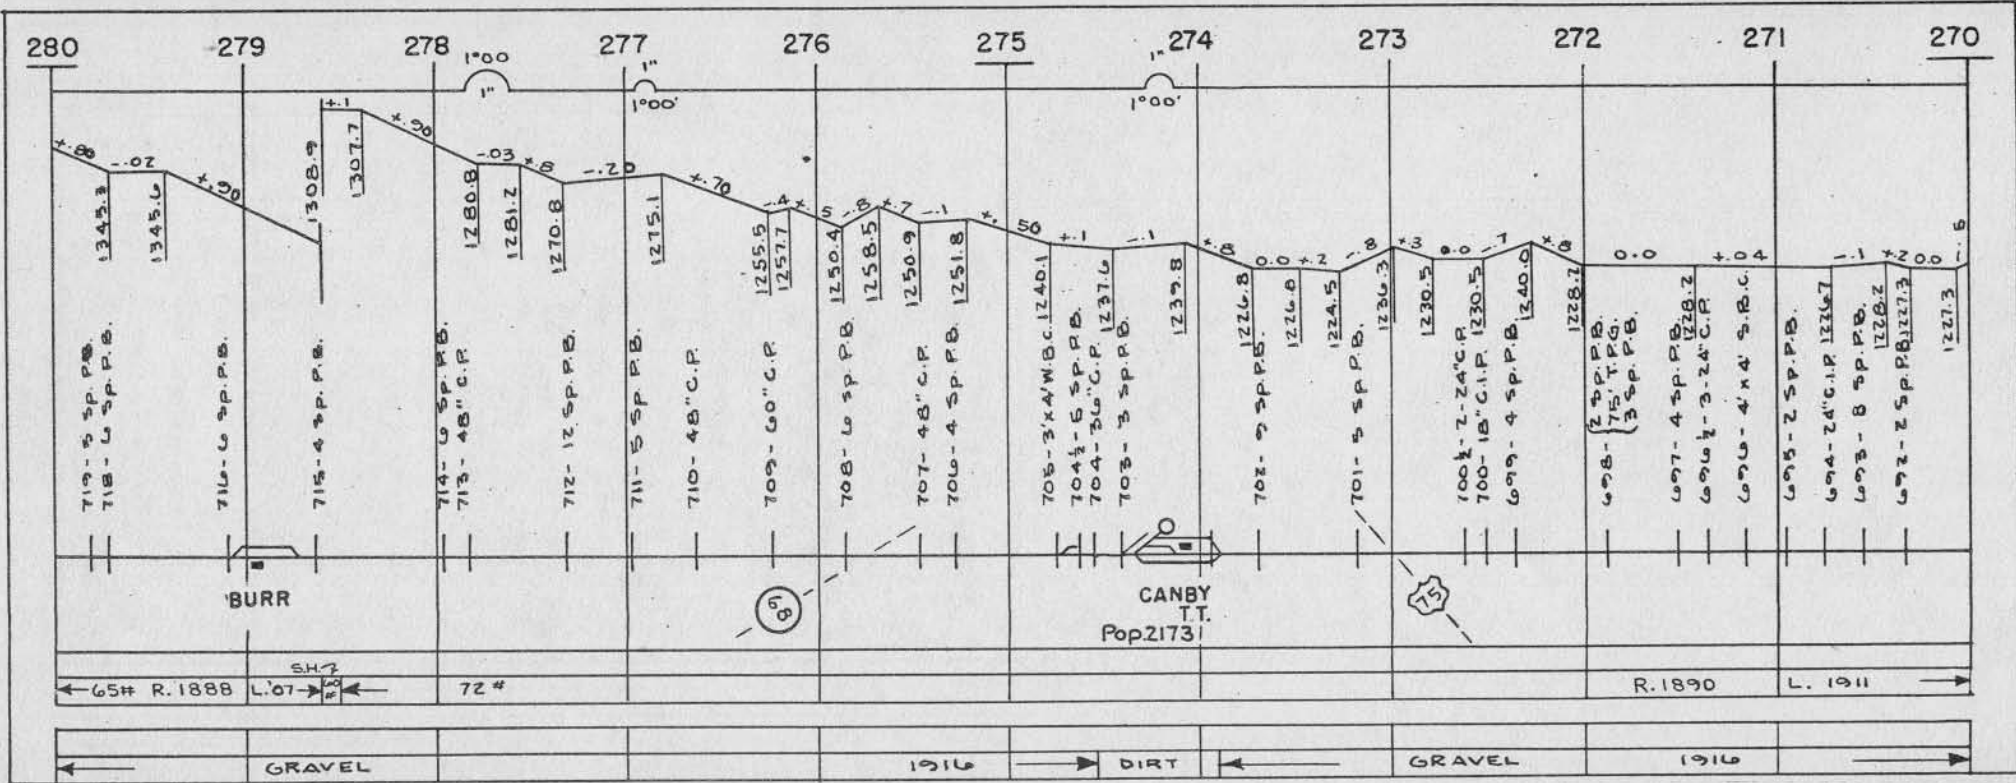 280 279 278 277 276 275 274 273 272 271 270
1°00 1" 1" 1"
1" 1°00' 1°00'
+.80 -.02 +.90 +.1 +.90 -.03 +.8 -.20 +.70 -.4 +. 5 -.8 +.7 -.1 +. 50 +.1 -.1 +.8 0.0 +.2 -.8 +.3 0.0 -.7 +.8 0.0 +.04 -.1 +.2 0.0
1343.3
1345.6
1308.9
1307.7
1280.8
1281.2
1270.8
1275.1
1255.5
1257.7
1250.4
1258.5
1250.9
1251.8
1240.1
1237.6
1239.8
1226.8
1226.8
1224.5
1236.3
1230.5
1230.5
1240.0
1228.2
1228.2
1226.7
1228.2
1227.3
1227.3
719-5 Sp. P.B.
718-6 Sp. P.B.
716-6 Sp. P.B.
715-4 Sp. P.B.
714-6 Sp. P.B.
713-48" C.P.
712-12 Sp. P.B.
711-5 Sp P.B.
710-48" C.P.
709-60" C.P.
708-6 Sp. P.B.
707-48" C.P.
706-4 Sp. P.B.
705-3'x4' W.B.C.
704½-5 Sp. P.B.
704-36" C.P.
703-3 Sp. P.B.
702-9 Sp. P.B.
701-5 Sp. P.B.
700½-2-24" C.P.
700-18" C.I.P.
699-4 Sp. P.B.
698-(2 Sp. P.B.
(75' T.P.G.
(3 Sp. P.B.
697-4 Sp. P.B.
696½-3-24" C.P.
696-4'x4' S.B.C.
695-2 Sp. P.B.
694-24" C.I.P.
693-8 Sp. P.B.
692-2 Sp. P.B.
BURR
68
CANBY
T.T.
Pop. 2173
75
S.H.
65# R. 1888 L. '07 60# 72# R. 1890 L. 1911
GRAVEL 1916 DIRT GRAVEL 1916